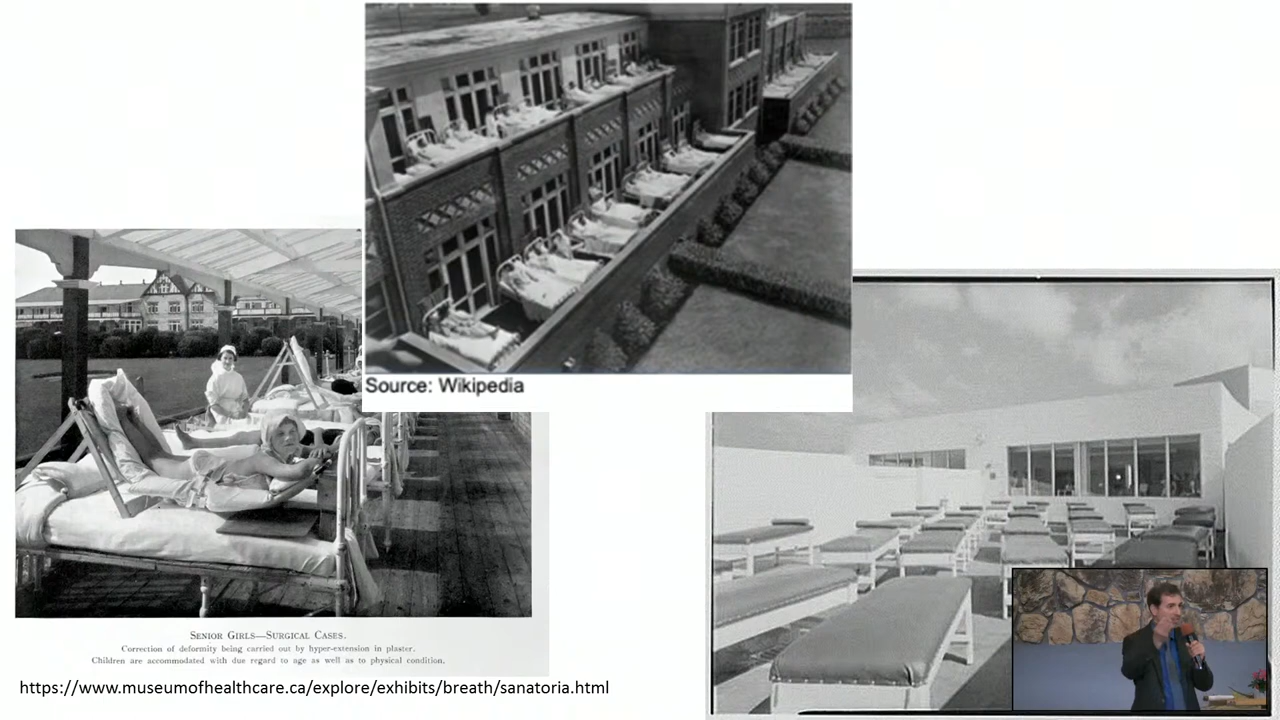 Source: Wikipedia
SENIOR GIRLS—SURGICAL CASES.
Correction of deformity being carried out by hyper-extension in plaster.
Children are accommodated with due regard to age as well as to physical condition.
https://www.museumofhealthcare.ca/explore/exhibits/breath/sanatoria.html